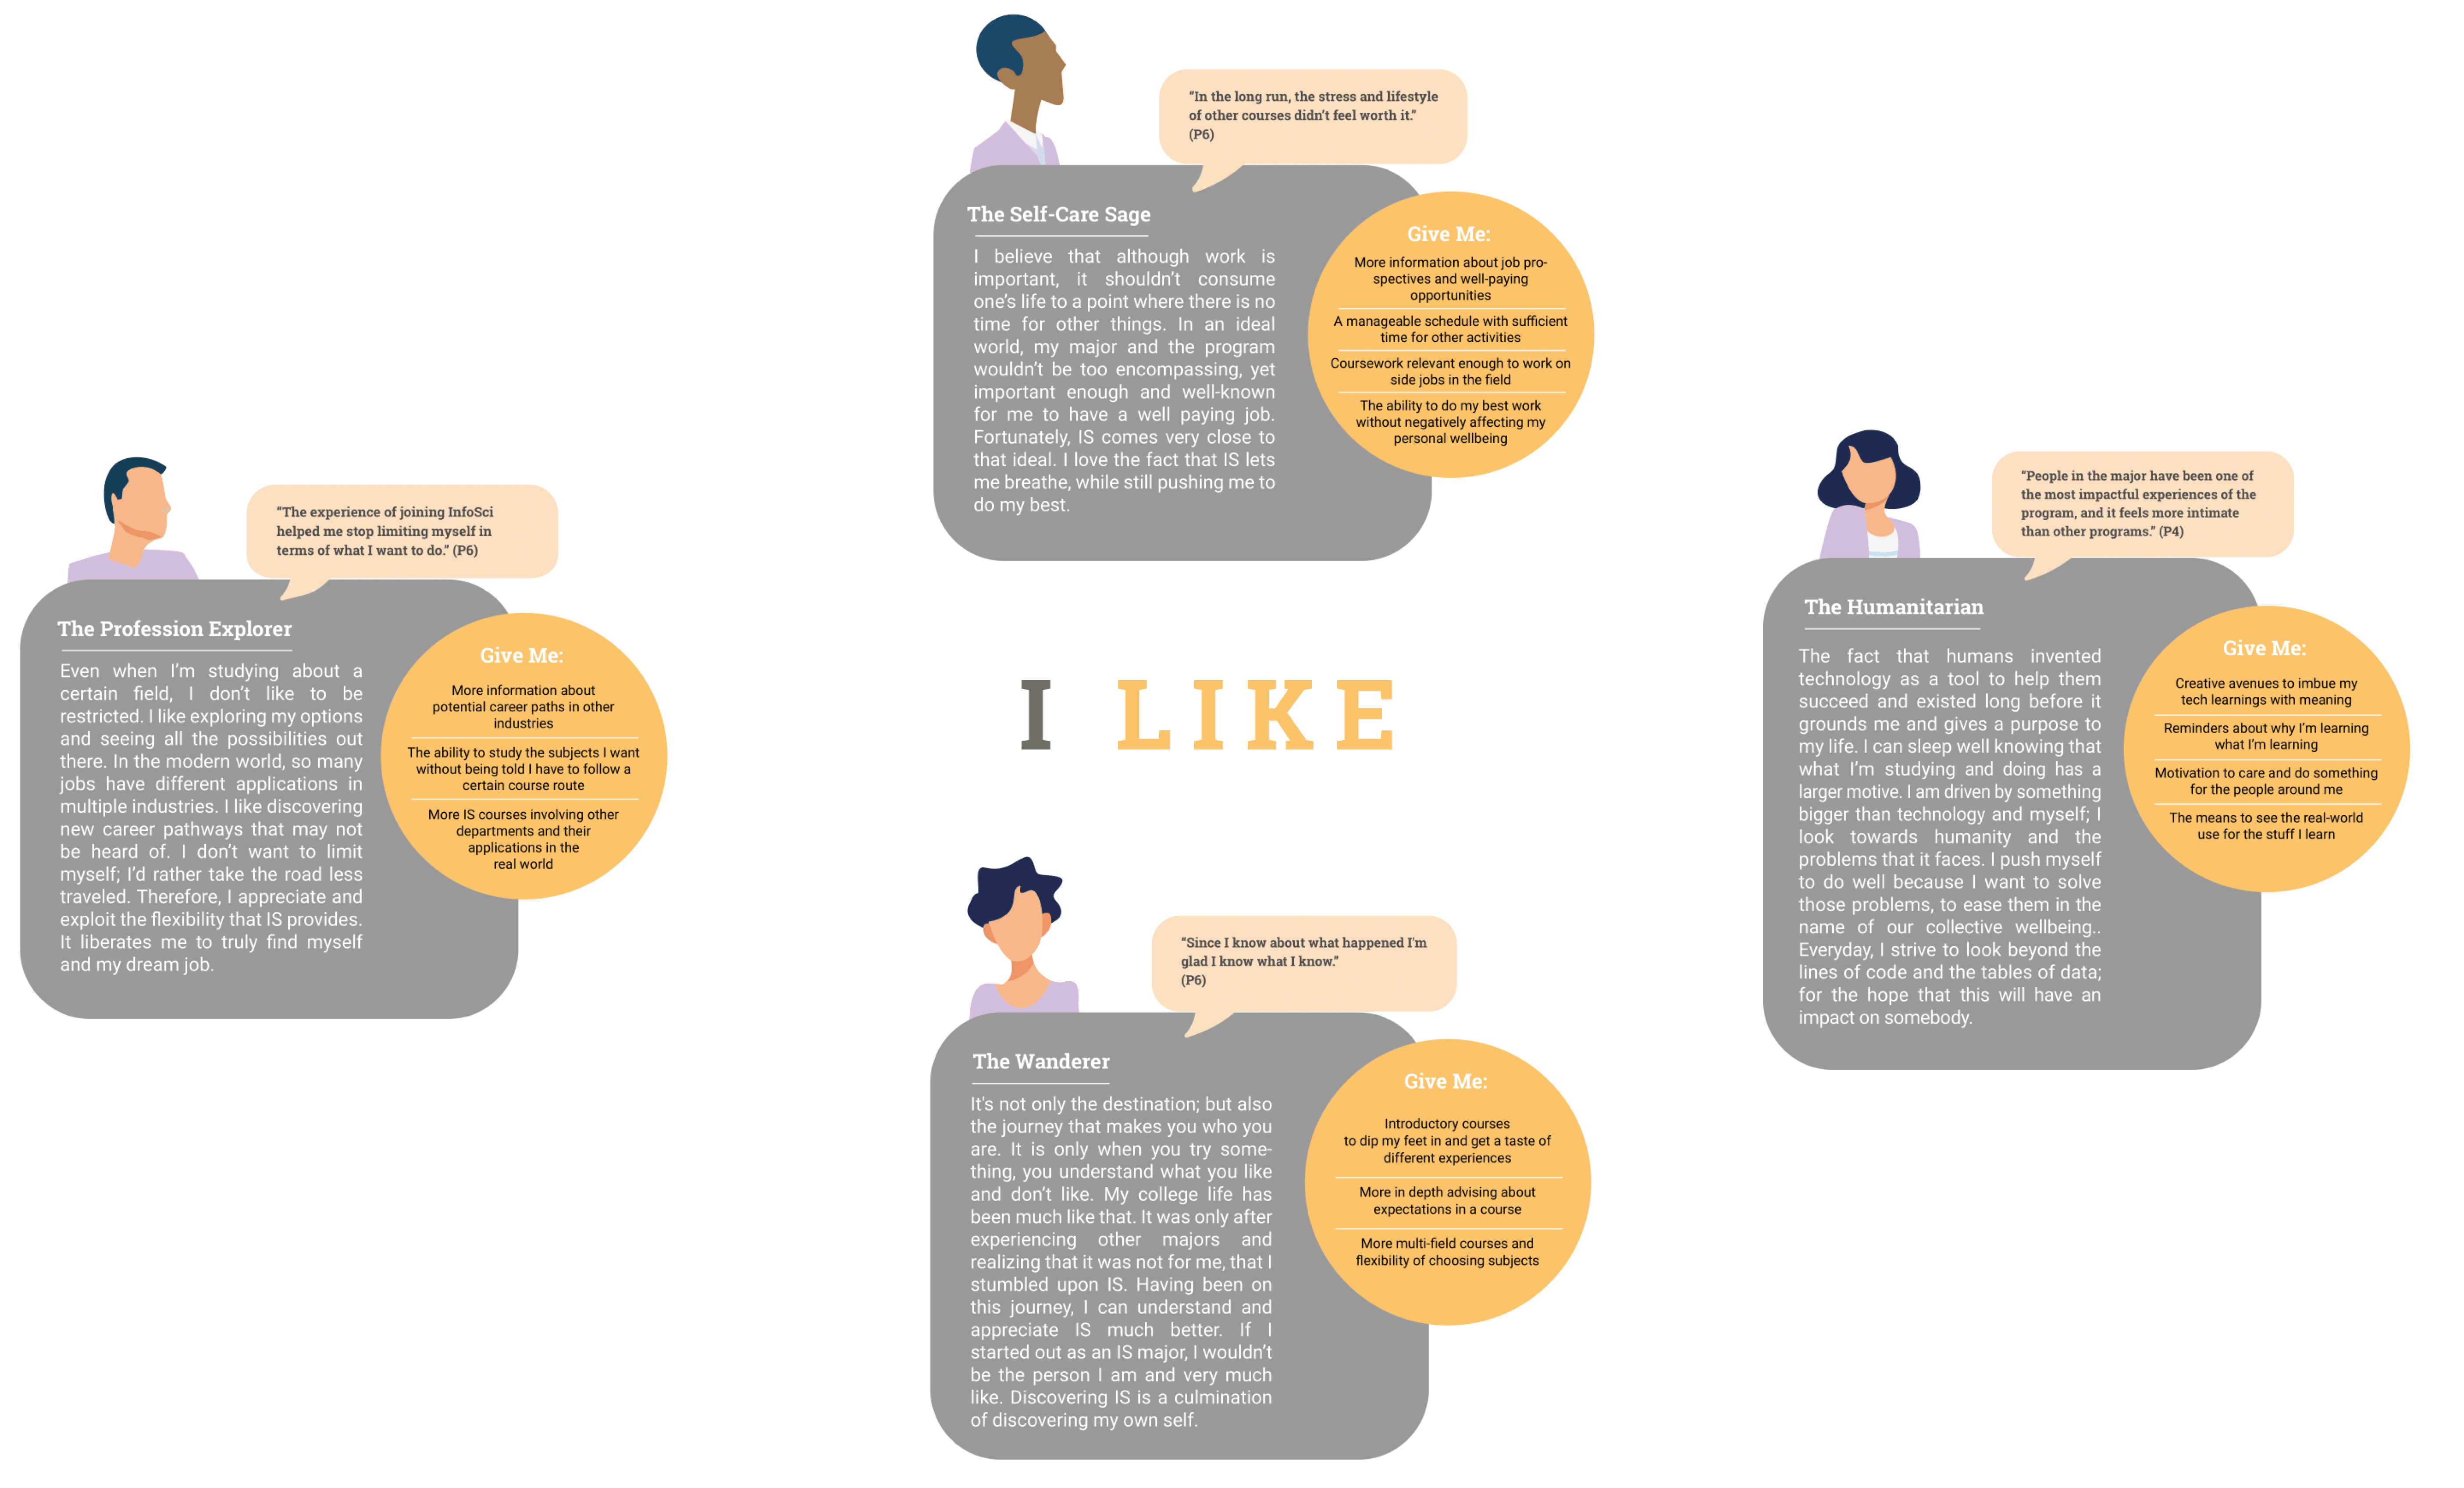 “In the long run, the stress and lifestyle
of other courses didn’t feel worth it.”
(P6)
The Self-Care Sage
I believe that although work is
important, it shouldn’t consume
one’s life to a point where there is no
time for other things. In an ideal
world, my major and the program
wouldn’t be too encompassing, yet
important enough and well-known
for me to have a well paying job.
Fortunately, IS comes very close to
that ideal. I love the fact that IS lets
me breathe, while still pushing me to
do my best.
Give Me:
More information about job pro-
spectives and well-paying
opportunities
A manageable schedule with sufficient
time for other activities
Coursework relevant enough to work on
side jobs in the field
The ability to do my best work
without negatively affecting my
personal wellbeing
“The experience of joining InfoSci
helped me stop limiting myself in
terms of what I want to do.” (P6)
The Profession Explorer
Even when I’m studying about a
certain field, I don’t like to be
restricted. I like exploring my options
and seeing all the possibilities out
there. In the modern world, so many
jobs have different applications in
multiple industries. I like discovering
new career pathways that may not
be heard of. I don’t want to limit
myself; I’d rather take the road less
traveled. Therefore, I appreciate and
exploit the flexibility that IS provides.
It liberates me to truly find myself
and my dream job.
Give Me:
More information about
potential career paths in other
industries
The ability to study the subjects I want
without being told I have to follow a
certain course route
More IS courses involving other
departments and their
applications in the
real world
I LIKE
“People in the major have been one of
the most impactful experiences of the
program, and it feels more intimate
than other programs.” (P4)
The Humanitarian
The fact that humans invented
technology as a tool to help them
succeed and existed long before it
grounds me and gives a purpose to
my life. I can sleep well knowing that
what I’m studying and doing has a
larger motive. I am driven by something
bigger than technology and myself; I
look towards humanity and the
problems that it faces. I push myself
to do well because I want to solve
those problems, to ease them in the
name of our collective wellbeing..
Everyday, I strive to look beyond the
lines of code and the tables of data;
for the hope that this will have an
impact on somebody.
Give Me:
Creative avenues to imbue my
tech learnings with meaning
Reminders about why I’m learning
what I’m learning
Motivation to care and do something
for the people around me
The means to see the real-world
use for the stuff I learn
“Since I know about what happened I’m
glad I know what I know.”
(P6)
The Wanderer
It's not only the destination; but also
the journey that makes you who you
are. It is only when you try some-
thing, you understand what you like
and don’t like. My college life has
been much like that. It was only after
experiencing other majors and
realizing that it was not for me, that I
stumbled upon IS. Having been on
this journey, I can understand and
appreciate IS much better. If I
started out as an IS major, I wouldn’t
be the person I am and very much
like. Discovering IS is a culmination
of discovering my own self.
Give Me:
Introductory courses
to dip my feet in and get a taste of
different experiences
More in depth advising about
expectations in a course
More multi-field courses and
flexibility of choosing subjects